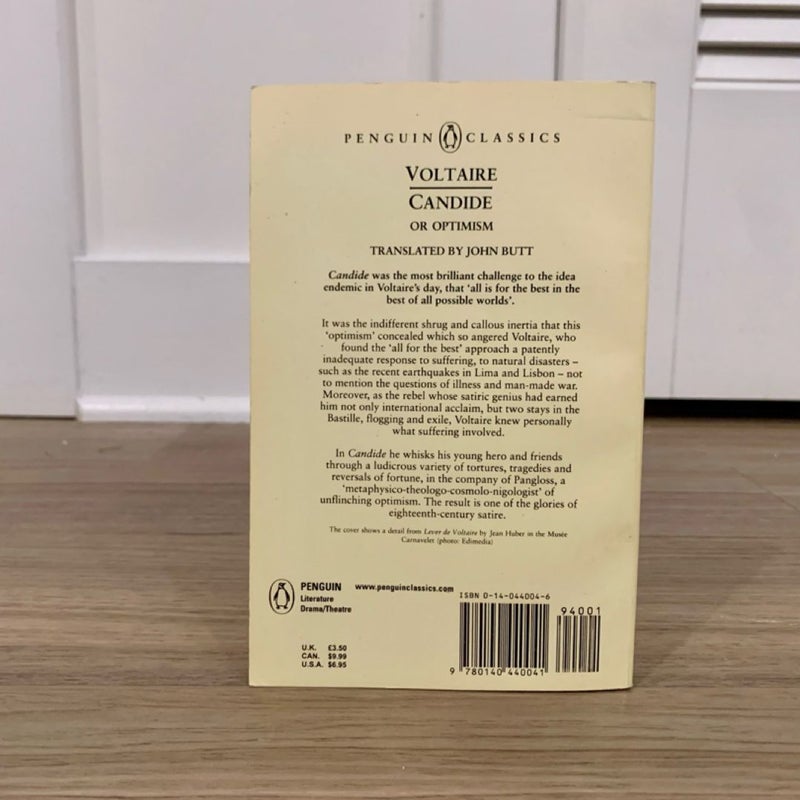 PENGUIN CLASSICS
VOLTAIRE
CANDIDE
OR OPTIMISM
TRANSLATED BY JOHN BUTT
Candide was the most brilliant challenge to the idea
endemic in Voltaire's day, that 'all is for the best in the
best of all possible worlds'.
It was the indifferent shrug and callous inertia that this
'optimism' concealed which so angered Voltaire, who
found the 'all for the best' approach a patently
inadequate response to suffering, to natural disasters –
such as the recent earthquakes in Lima and Lisbon – not
to mention the questions of illness and man-made war.
Moreover, as the rebel whose satiric genius had earned
him not only international acclaim, but two stays in the
Bastille, flogging and exile, Voltaire knew personally
what suffering involved.
In Candide he whisks his young hero and friends
through a ludicrous variety of tortures, tragedies and
reversals of fortune, in the company of Pangloss, a
'metaphysico-theologo-cosmolo-nigologist' of
unflinching optimism. The result is one of the glories of
eighteenth-century satire.
The cover shows a detail from Lever de Voltaire by Jean Huber in the Musée
Carnavelet (photo: Edimedia)
PENGUIN www.penguinclassics.com
Literature
Drama/Theatre
ISBN 0-14-044004-6
94001
U.K. £3.50
CAN. $9.99
U.S.A. $6.95
9 780140 440041